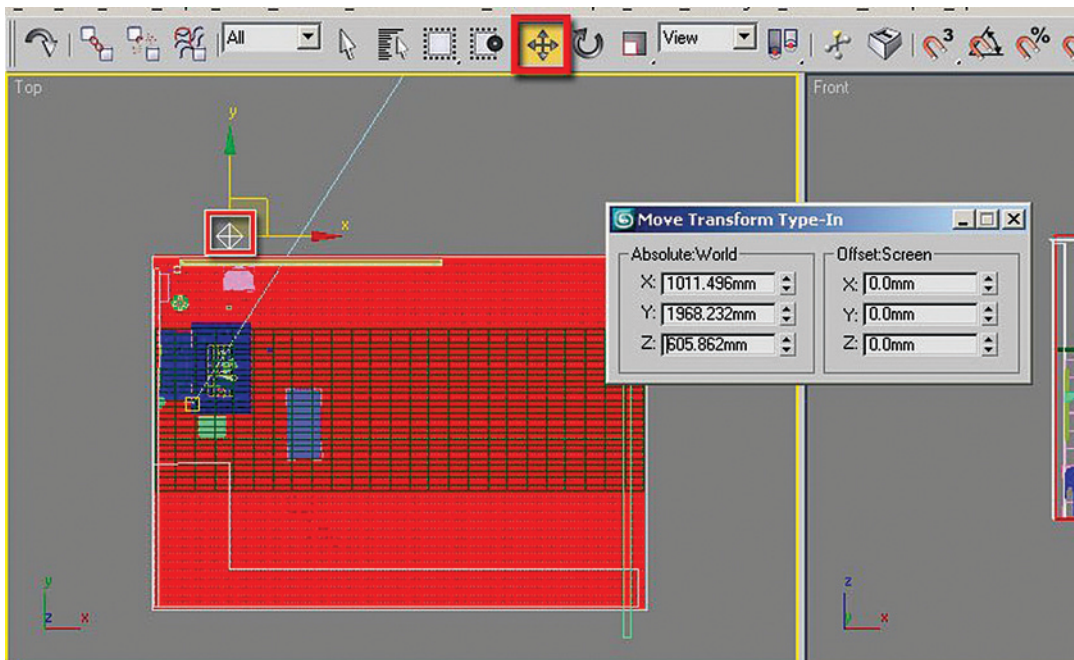 All
View
3
%
Top
Front
y
x
Move Transform Type-In
Absolute:World
Offset:Screen
X: 1011.496mm
X: 0.0mm
Y: 1968.232mm
Y: 0.0mm
Z: 605.862mm
Z: 0.0mm
y
z
x
z
y
x